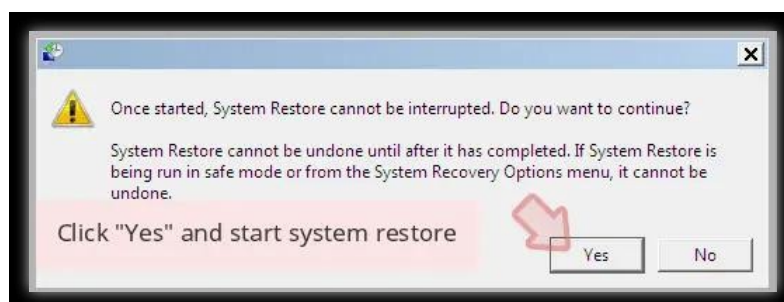 Once started, System Restore cannot be interrupted. Do you want to continue?
System Restore cannot be undone until after it has completed. If System Restore is
being run in safe mode or from the System Recovery Options menu, it cannot be
undone.
Click "Yes" and start system restore
Yes
No